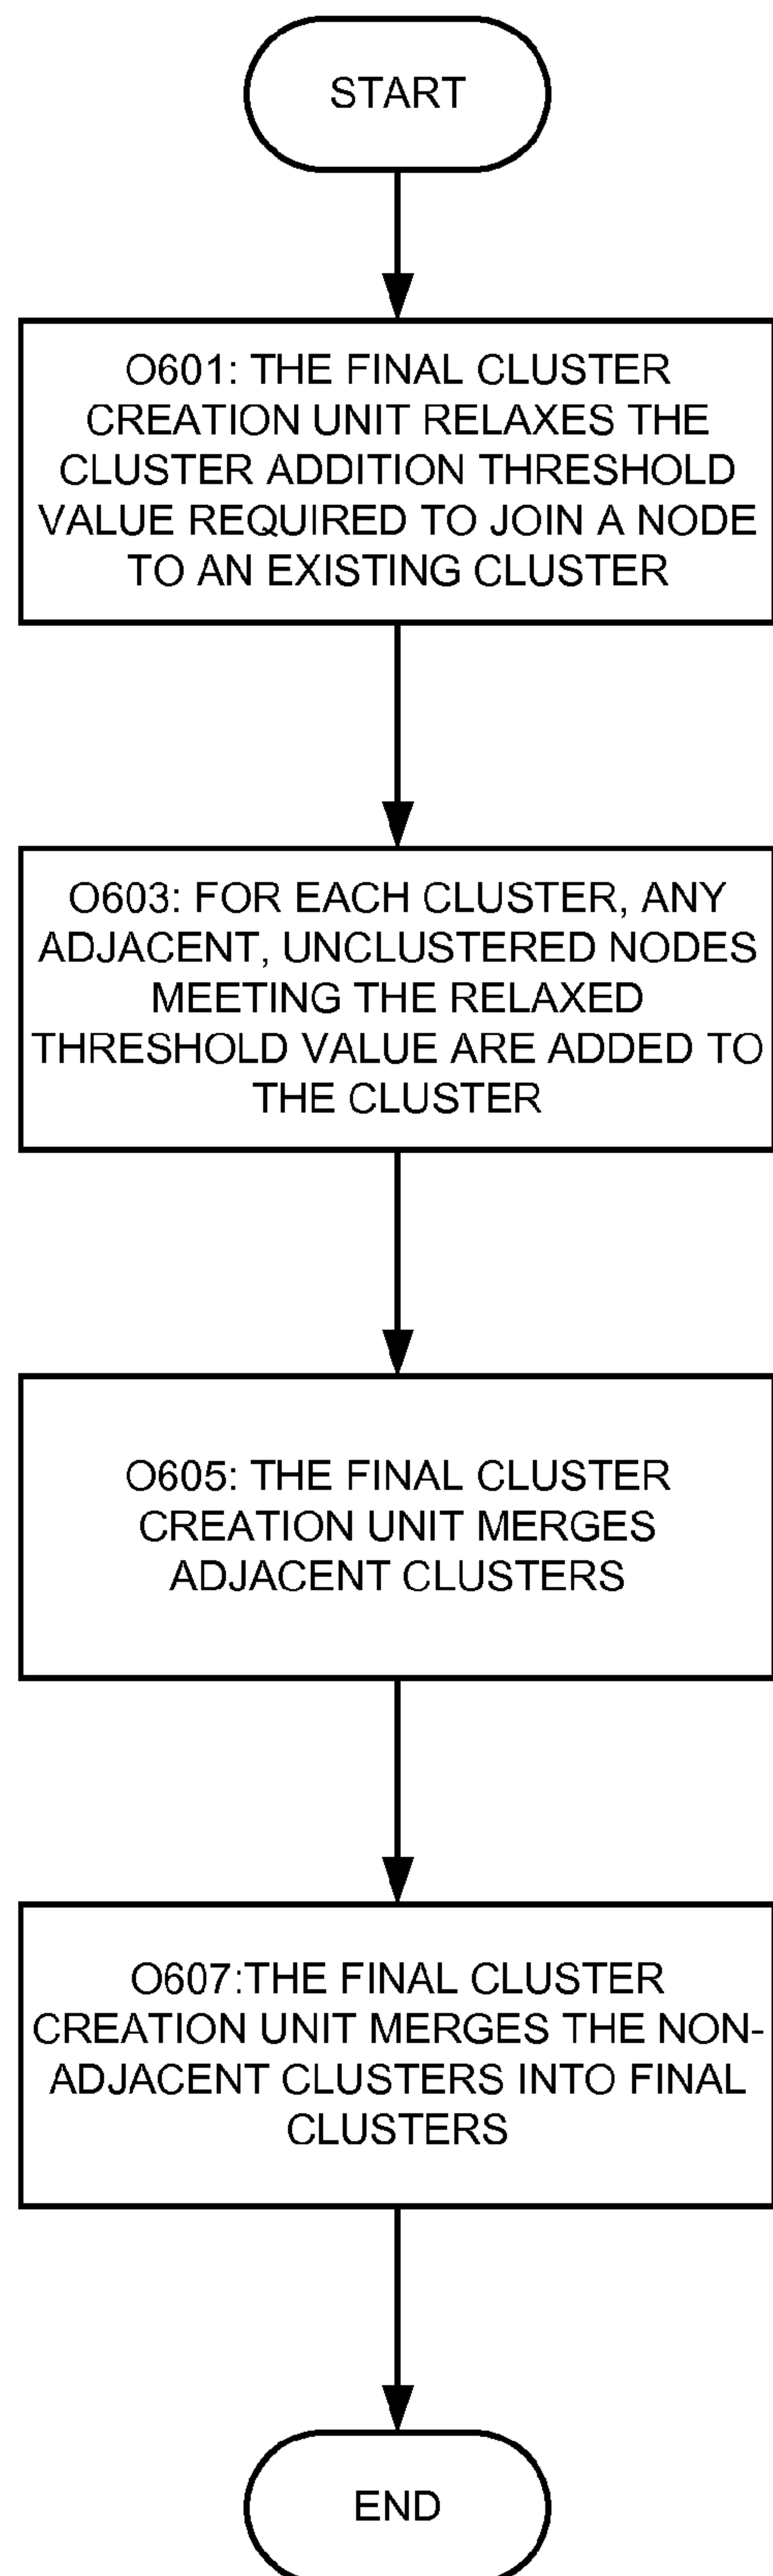 START
O601: THE FINAL CLUSTER
CREATION UNIT RELAXES THE
CLUSTER ADDITION THRESHOLD
VALUE REQUIRED TO JOIN A NODE
TO AN EXISTING CLUSTER
O603: FOR EACH CLUSTER, ANY
ADJACENT, UNCLUSTERED NODES
MEETING THE RELAXED
THRESHOLD VALUE ARE ADDED TO
THE CLUSTER
O605: THE FINAL CLUSTER
CREATION UNIT MERGES
ADJACENT CLUSTERS
O607:THE FINAL CLUSTER
CREATION UNIT MERGES THE NON-
ADJACENT CLUSTERS INTO FINAL
CLUSTERS
END